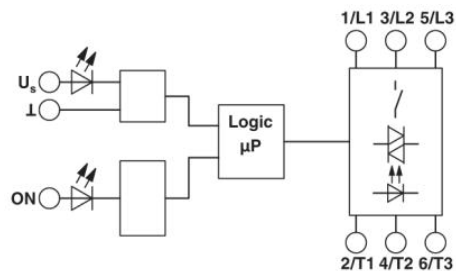 1/L1 3/L2 5/L3
Us
⊥
Logic
µP
ON
2/T1 4/T2 6/T3